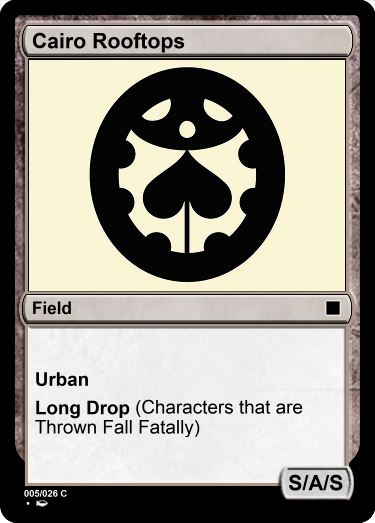 Cairo Rooftops
Field
Urban
Long Drop (Characters that are
Thrown Fall Fatally)
S/A/S
005/026 C